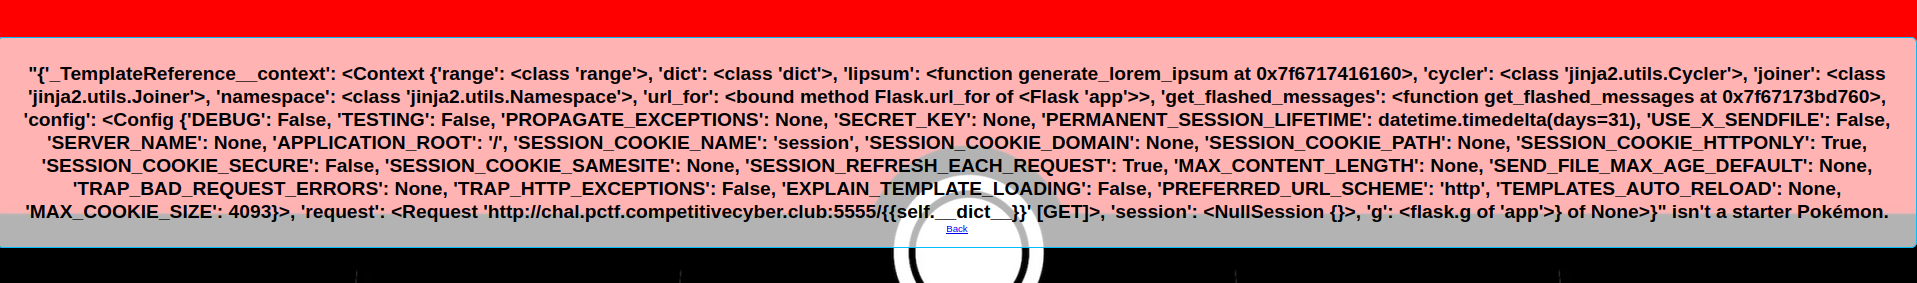 "{'_TemplateReference__context': <Context {'range': <class 'range'>, 'dict': <class 'dict'>, 'lipsum': <function generate_lorem_ipsum at 0x7f6717416160>, 'cycler': <class 'jinja2.utils.Cycler'>, 'joiner': <class
'jinja2.utils.Joiner'>, 'namespace': <class 'jinja2.utils.Namespace'>, 'url_for': <bound method Flask.url_for of <Flask 'app'>>, 'get_flashed_messages': <function get_flashed_messages at 0x7f67173bd760>,
'config': <Config {'DEBUG': False, 'TESTING': False, 'PROPAGATE_EXCEPTIONS': None, 'SECRET_KEY': None, 'PERMANENT_SESSION_LIFETIME': datetime.timedelta(days=31), 'USE_X_SENDFILE': False,
'SERVER_NAME': None, 'APPLICATION_ROOT': '/', 'SESSION_COOKIE_NAME': 'session', 'SESSION_COOKIE_DOMAIN': None, 'SESSION_COOKIE_PATH': None, 'SESSION_COOKIE_HTTPONLY': True,
'SESSION_COOKIE_SECURE': False, 'SESSION_COOKIE_SAMESITE': None, 'SESSION_REFRESH_EACH_REQUEST': True, 'MAX_CONTENT_LENGTH': None, 'SEND_FILE_MAX_AGE_DEFAULT': None,
'TRAP_BAD_REQUEST_ERRORS': None, 'TRAP_HTTP_EXCEPTIONS': False, 'EXPLAIN_TEMPLATE_LOADING': False, 'PREFERRED_URL_SCHEME': 'http', 'TEMPLATES_AUTO_RELOAD': None,
'MAX_COOKIE_SIZE': 4093}>, 'request': <Request 'http://chal.pctf.competitivecyber.club:5555/{{self.__dict__}}' [GET]>, 'session': <NullSession {}>, 'g': <flask.g of 'app'>} of None>}" isn't a starter Pokémon.
Back